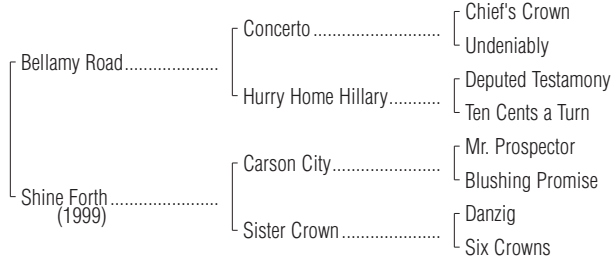 Chief's Crown
Concerto ............................
Undeniably
Bellamy Road.....................
Deputed Testamony
Hurry Home Hillary............
Ten Cents a Turn
Mr. Prospector
Carson City........................
Blushing Promise
Shine Forth ........................
(1999)
Danzig
Sister Crown ......................
Six Crowns